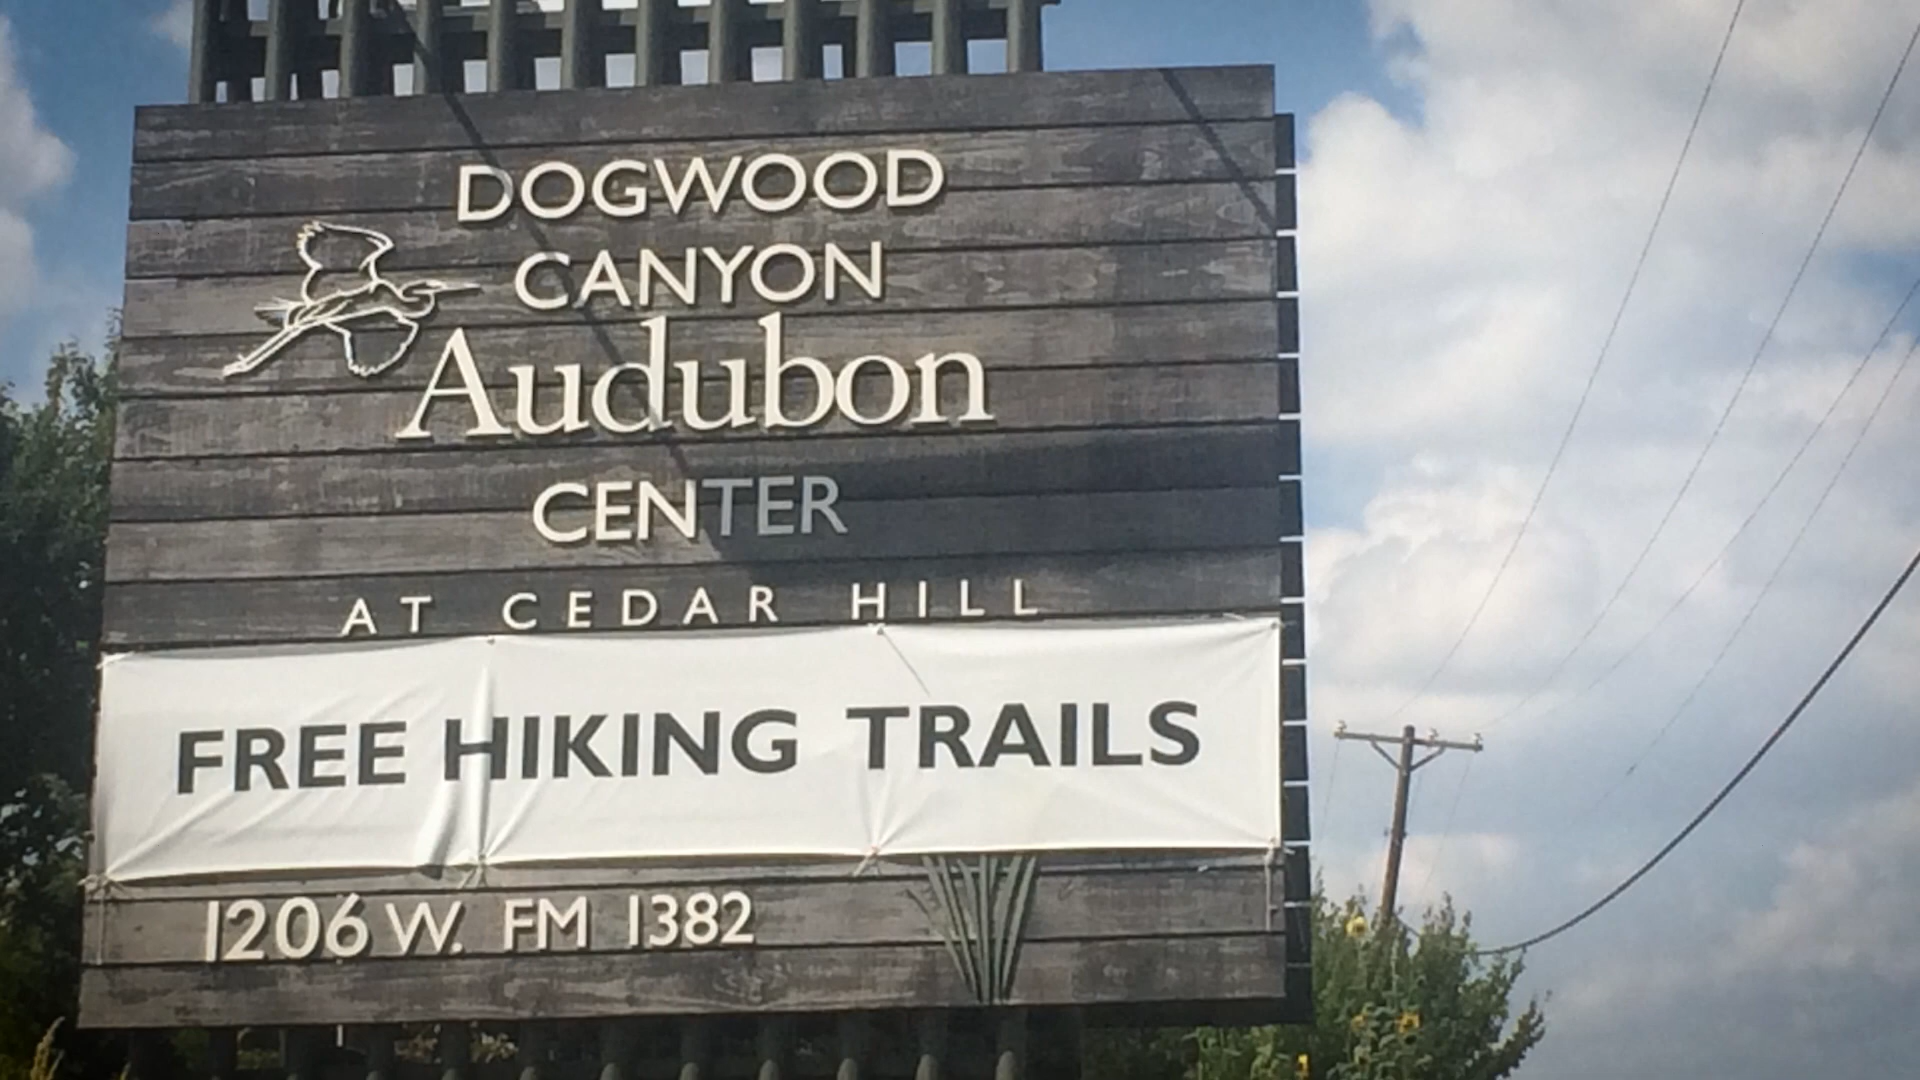 DOGWOOD
CANYON
Audubon
CENTER
AT CEDAR HILL
FREE HIKING TRAILS
1206 W. FM 1382